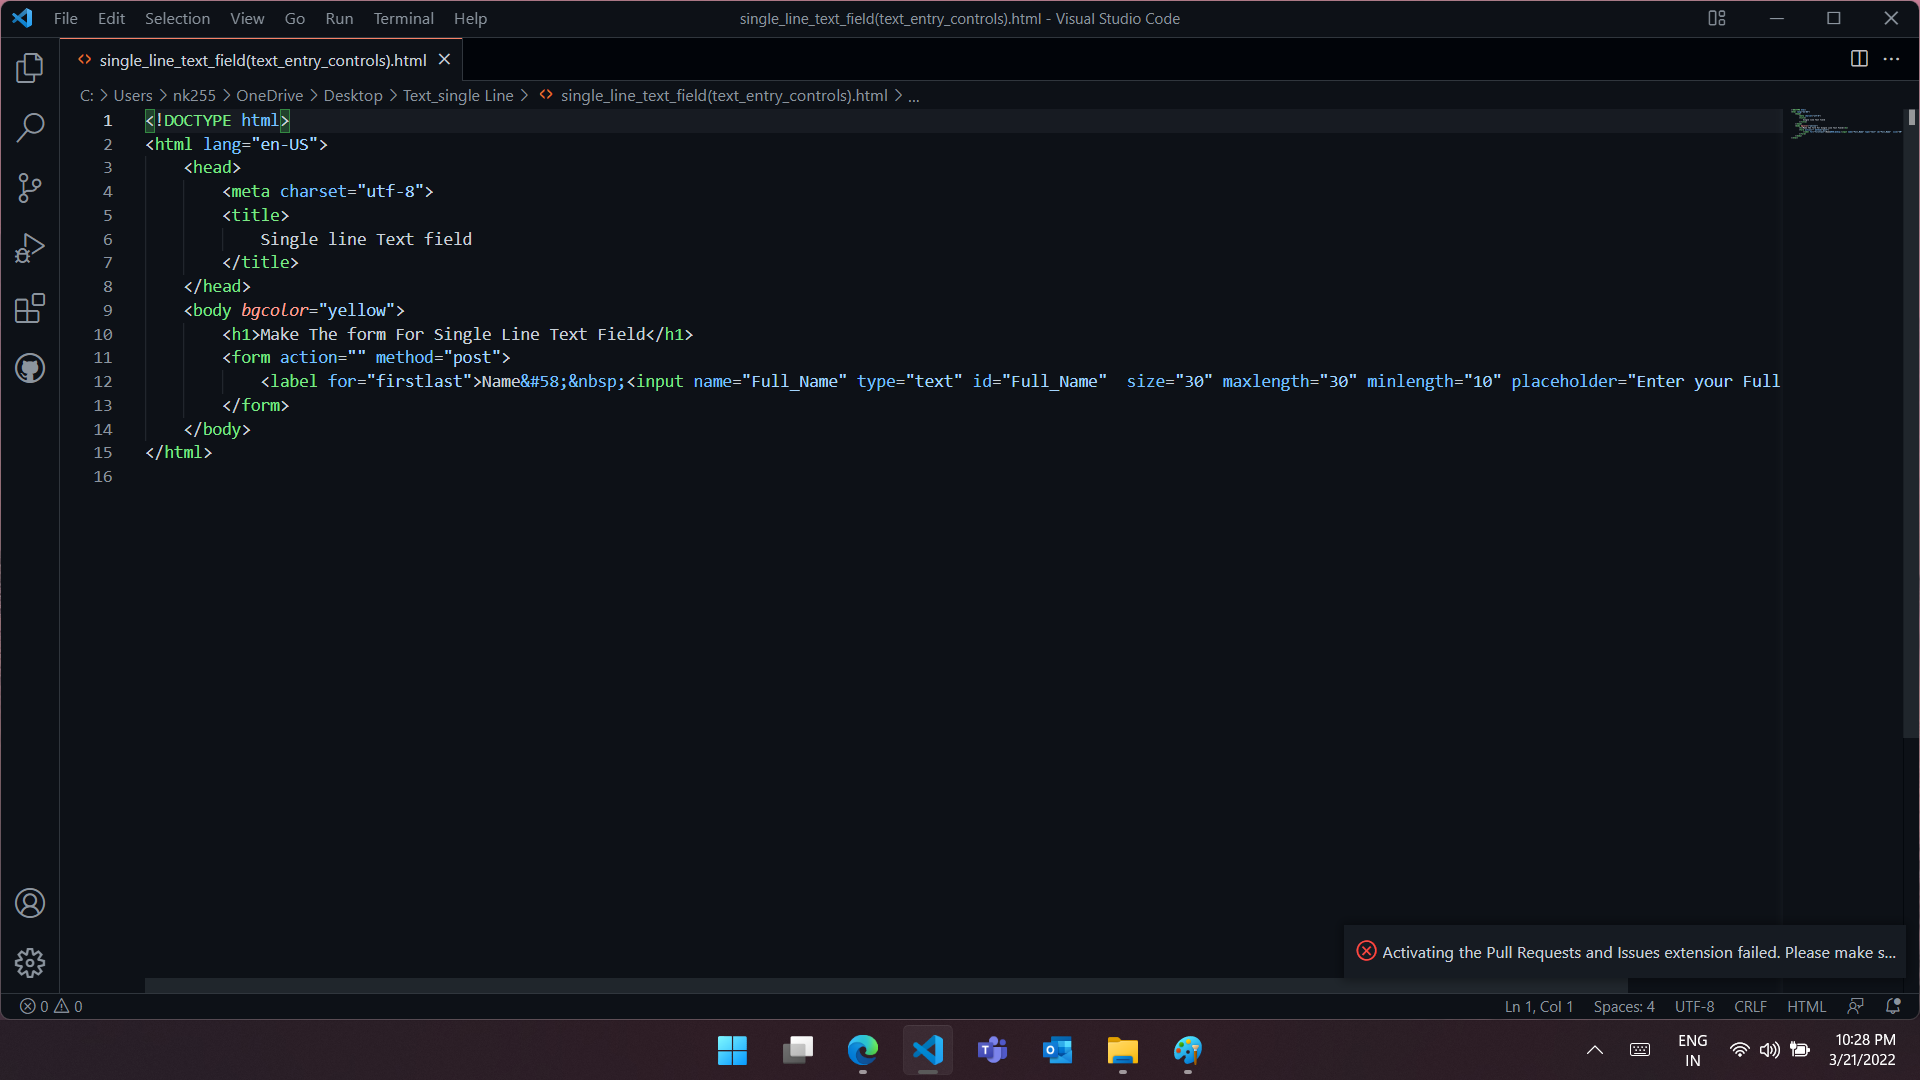 File Edit Selection View Go Run Terminal Help single_line_text_field(text_entry_controls).html - Visual Studio Code
single_line_text_field(text_entry_controls).html
C: > Users > nk255 > OneDrive > Desktop > Text_single Line > single_line_text_field(text_entry_controls).html > ...
1 <!DOCTYPE html>
2 <html lang="en-US">
3 <head>
4 <meta charset="utf-8">
5 <title>
6 Single line Text field
7 </title>
8 </head>
9 <body bgcolor="yellow">
10 <h1>Make The form For Single Line Text Field</h1>
11 <form action="" method="post">
12 <label for="firstlast">Name&#58;&nbsp;<input name="Full_Name" type="text" id="Full_Name"  size="30" maxlength="30" minlength="10" placeholder="Enter your Full
13 </form>
14 </body>
15 </html>
16
Activating the Pull Requests and Issues extension failed. Please make s...
0 0 Ln 1, Col 1 Spaces: 4 UTF-8 CRLF HTML
ENG
IN
10:28 PM
3/21/2022